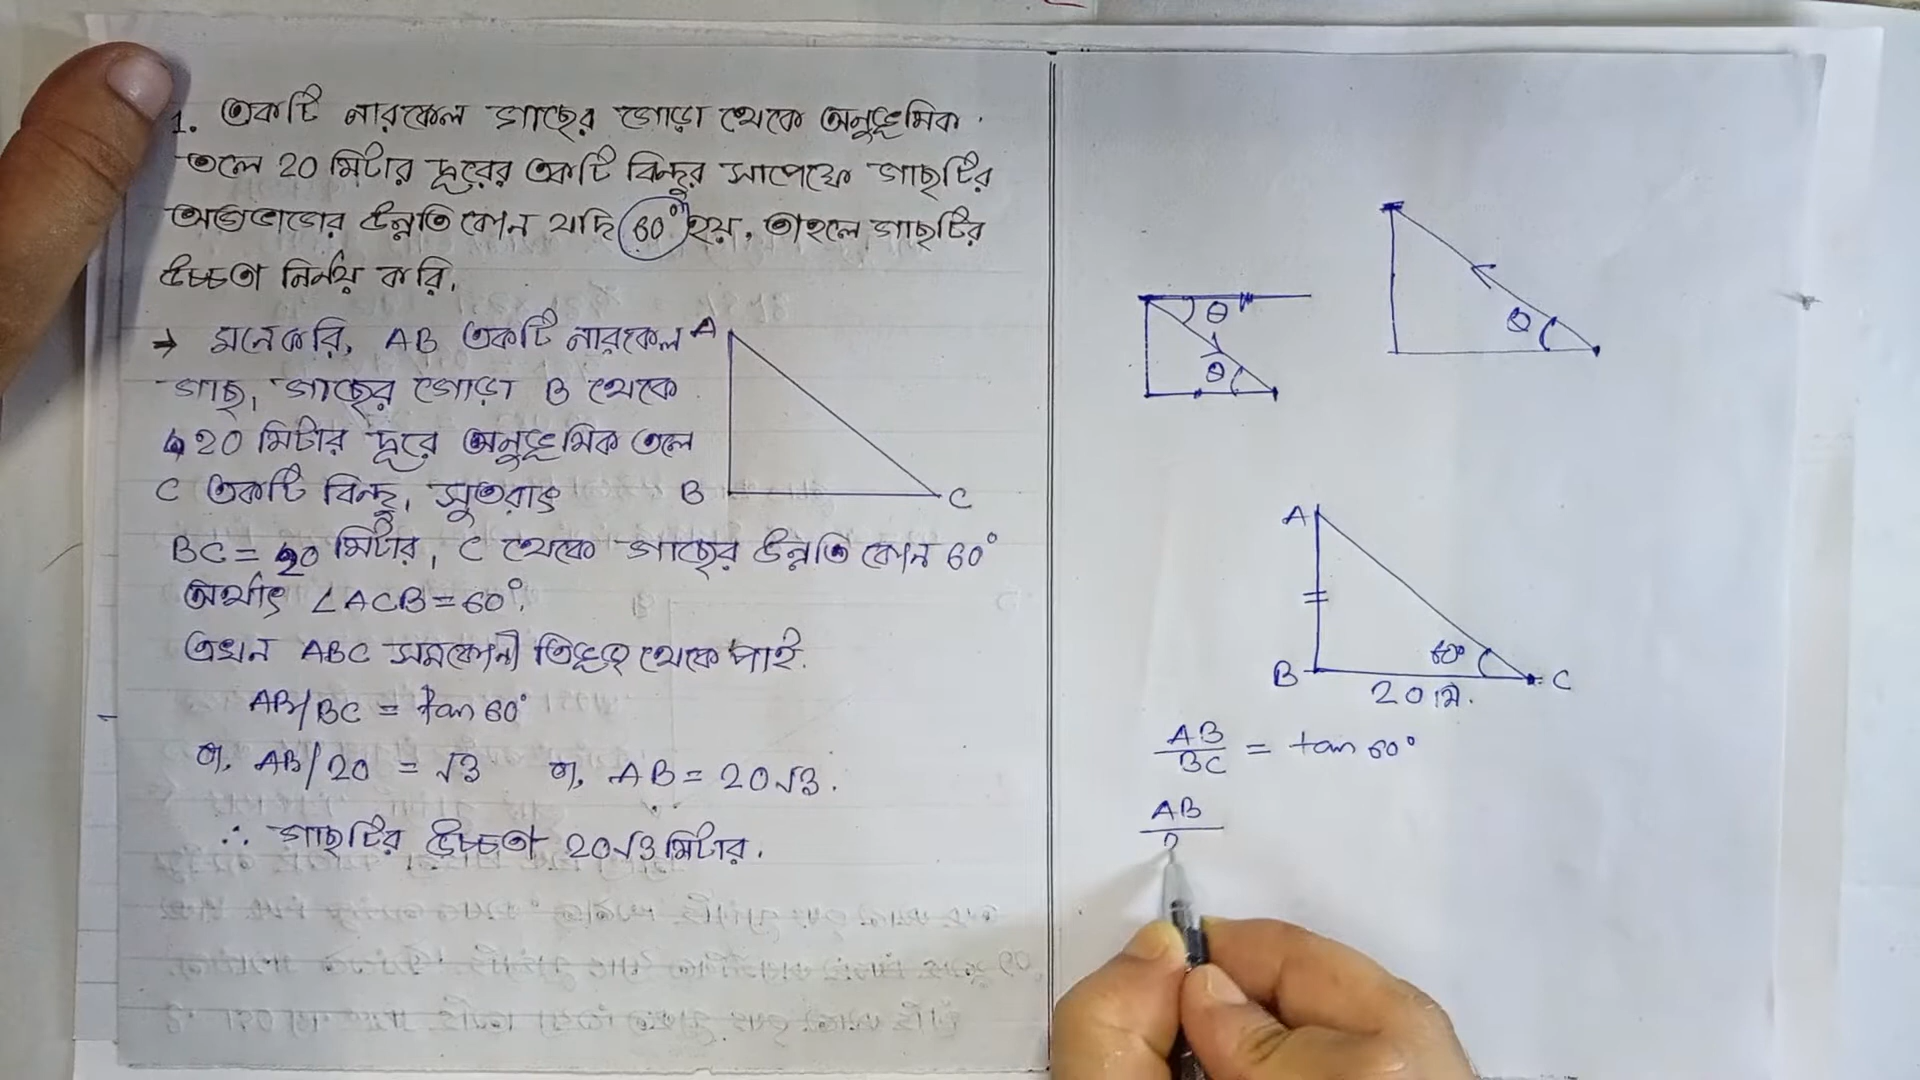 1. একটি নারকেল গাছের গোড়া থেকে অনুভূমিক
তলে 20 মিটার দূরের একটি বিন্দুর সাপেক্ষে গাছটির
অগ্রভাগের উন্নতি কোন যদি 60° হয়, তাহলে গাছটির
উচ্চতা নির্নয় করি।
→ মনেকরি, AB একটি নারকেল
গাছ, গাছের গোড়া B থেকে
20 মিটার দূরে অনুভূমিক তলে
C একটি বিন্দু, সুতরাং
BC = 20 মিটার, C থেকে গাছের উন্নতি কোন 60°
অর্থাৎ ∠ACB = 60°.
এখন ABC সমকোনী ত্রিভুজ থেকে পাই.
AB/BC = tan 60°
বা, AB/20 = √3 বা, AB = 20√3.
∴ গাছটির উচ্চতা 20√3 মিটার.
A
B
C
θ
θ
θ
A
60°
B
C
20 মি.
AB/BC = tan 60°
AB/2